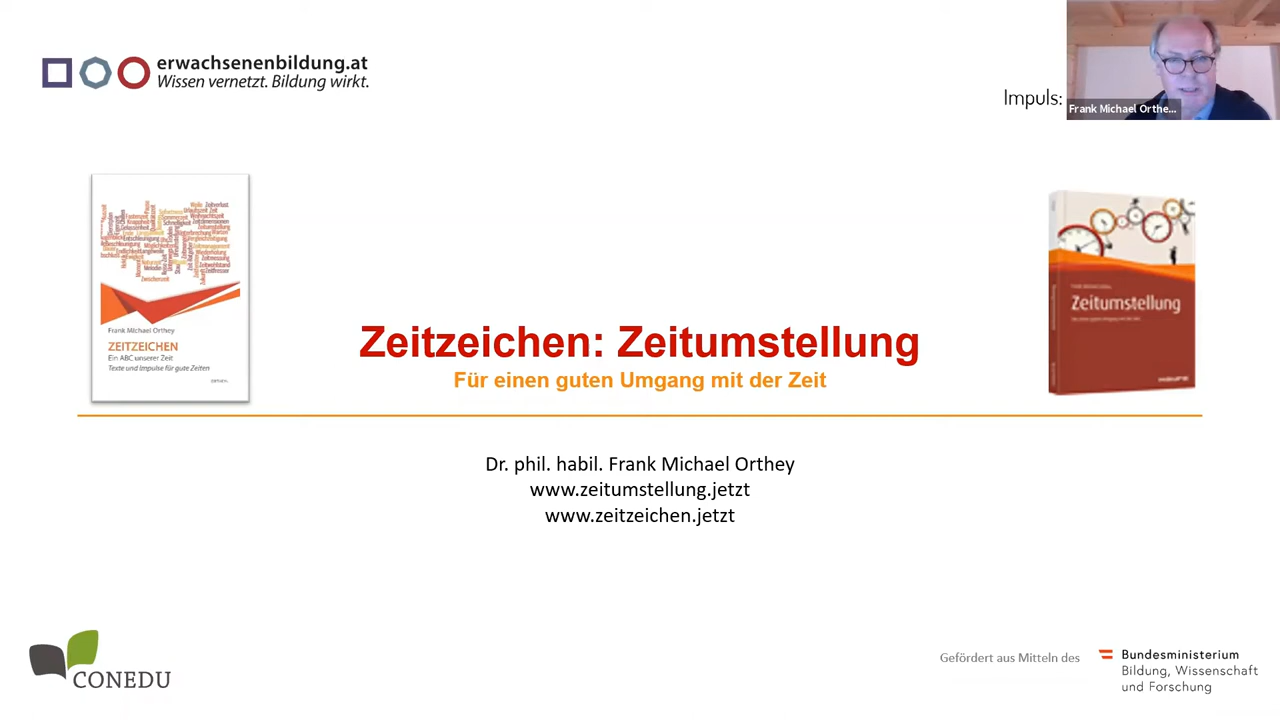 erwachsenenbildung.at
Wissen vernetzt. Bildung wirkt.
Impuls:
Frank Michael Orthe...
Frank Michael Orthey
ZEITZEICHEN
Ein ABC unserer Zeit
Texte und Impulse für gute Zeiten
Zeitumstellung
Zeitzeichen: Zeitumstellung
Für einen guten Umgang mit der Zeit
Dr. phil. habil. Frank Michael Orthey
www.zeitumstellung.jetzt
www.zeitzeichen.jetzt
CONEDU
Gefördert aus Mitteln des
Bundesministerium
Bildung, Wissenschaft
und Forschung